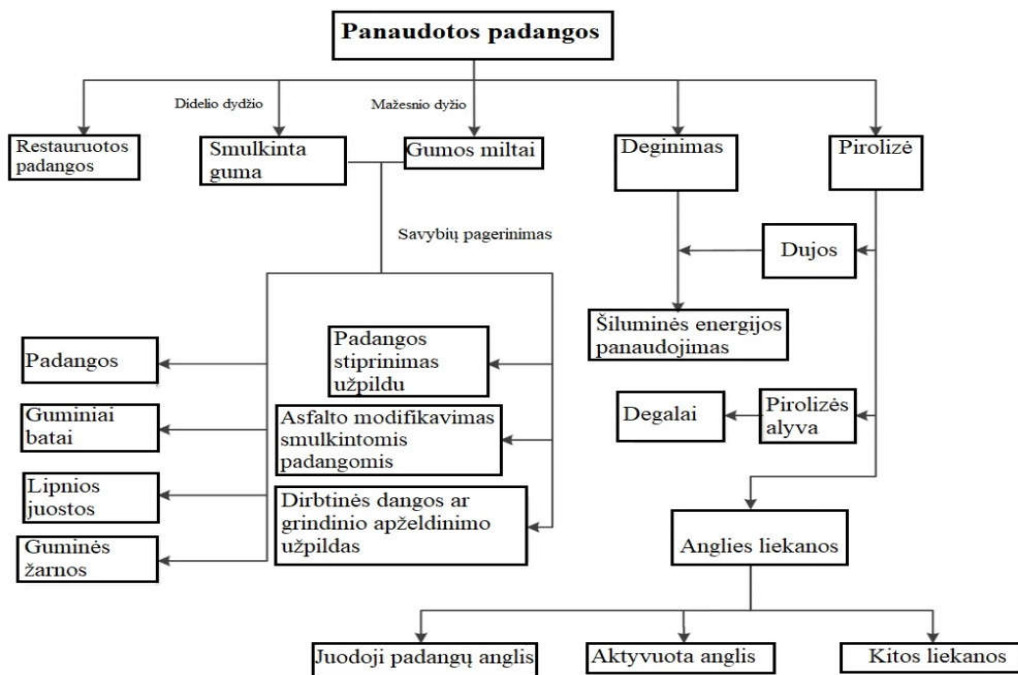 Panaudotos padangos
Didelio dydžio
Mažesnio dyžio
Restauruotos
padangos
Smulkinta
guma
Gumos miltai
Deginimas
Pirolizė
Savybių pagerinimas
Dujos
Šiluminės energijos
panaudojimas
Padangos
Padangos
stiprinimas
užpildu
Guminiai
batai
Asfalto modifikavimas
smulkintomis
padangomis
Degalai
Pirolizės
alyva
Lipnios
juostos
Dirbtinės dangos ar
grindinio apželdinimo
užpildas
Guminės
žarnos
Anglies liekanos
Juodoji padangų anglis
Aktyvuota anglis
Kitos liekanos